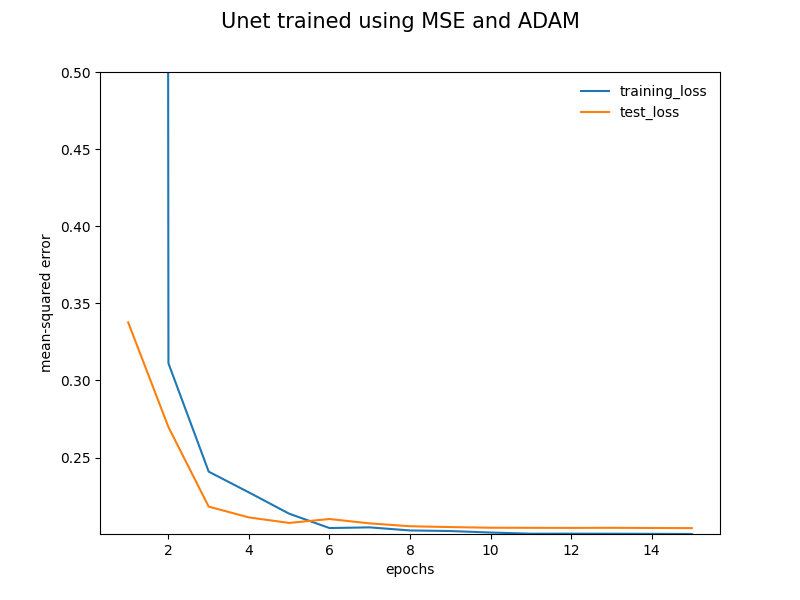 Unet trained using MSE and ADAM
0.50
0.45
0.40
0.35
0.30
0.25
mean-squared error
training_loss
test_loss
2 4 6 8 10 12 14
epochs